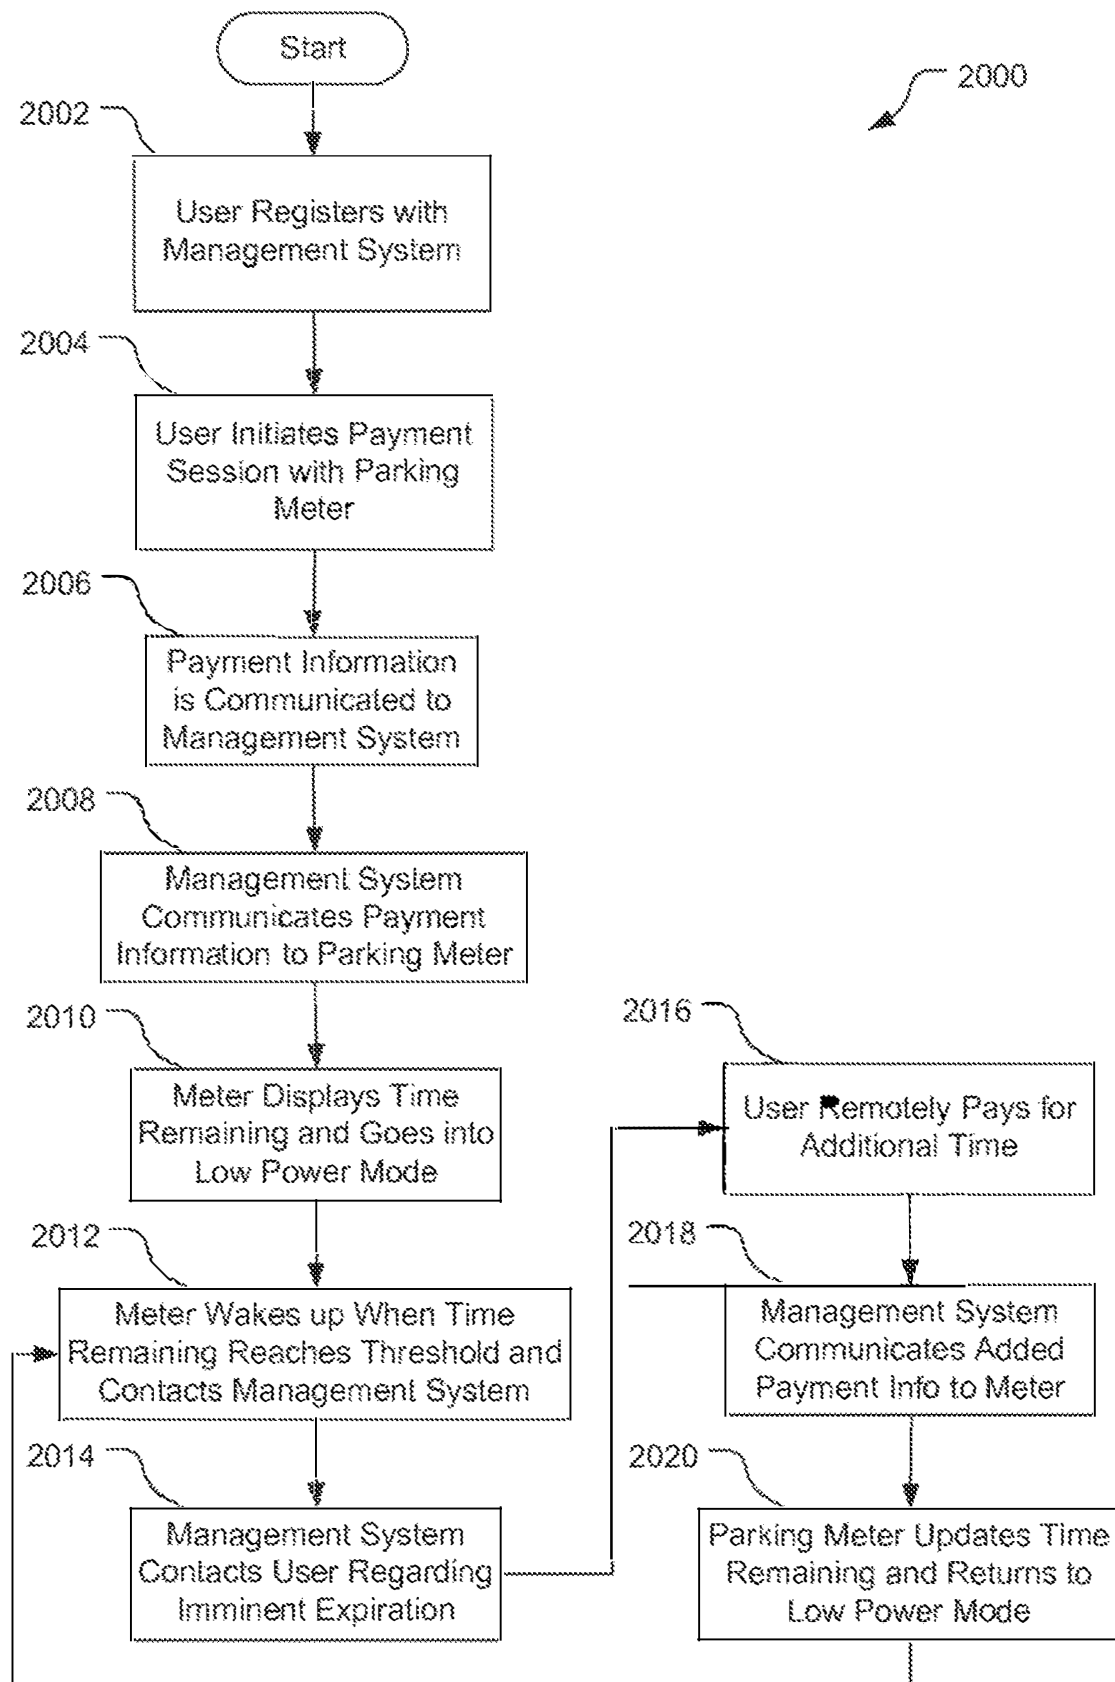 Start
2000
2002
User Registers with
Management System
2004
User Initiates Payment
Session with Parking
Meter
2006
Payment Information
is Communicated to
Management System
2008
Management System
Communicates Payment
Information to Parking Meter
2010
Meter Displays Time
Remaining and Goes into
Low Power Mode
2012
Meter Wakes up When Time
Remaining Reaches Threshold and
Contacts Management System
2014
Management System
Contacts User Regarding
Imminent Expiration
2016
User Remotely Pays for
Additional Time
2018
Management System
Communicates Added
Payment Info to Meter
2020
Parking Meter Updates Time
Remaining and Returns to
Low Power Mode